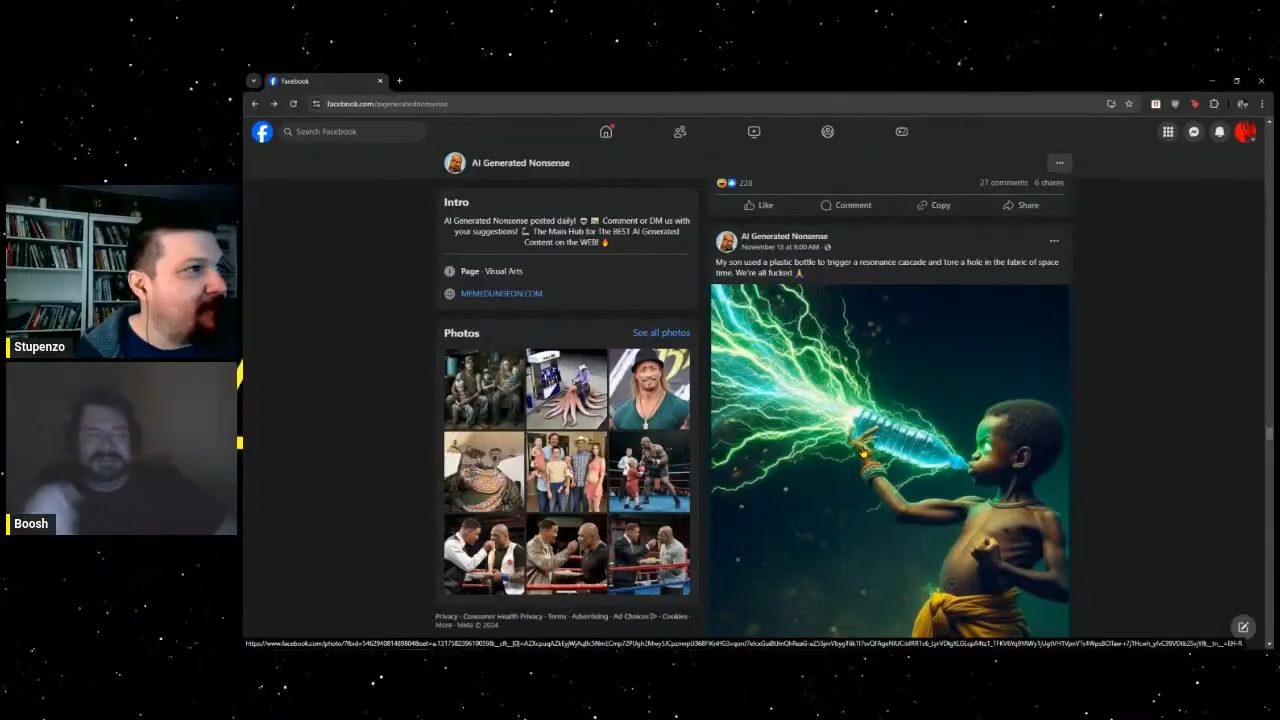 Facebook
facebook.com/aigeneratednonsense
Search Facebook
AI Generated Nonsense
228
27 comments 6 shares
Like
Comment
Copy
Share
Intro
AI Generated Nonsense posted daily! Comment or DM us with
your suggestions! The Main Hub for The BEST AI Generated
Content on the WEB!
Page · Visual Arts
MEMEDUNGEON.COM
Photos
See all photos
Privacy · Consumer Health Privacy · Terms · Advertising · Ad Choices · Cookies ·
More · Meta © 2024
AI Generated Nonsense
November 13 at 9:00 AM ·
My son used a plastic bottle to trigger a resonance cascade and tore a hole in the fabric of space
time. We're all fucked
Stupenzo
Boosh